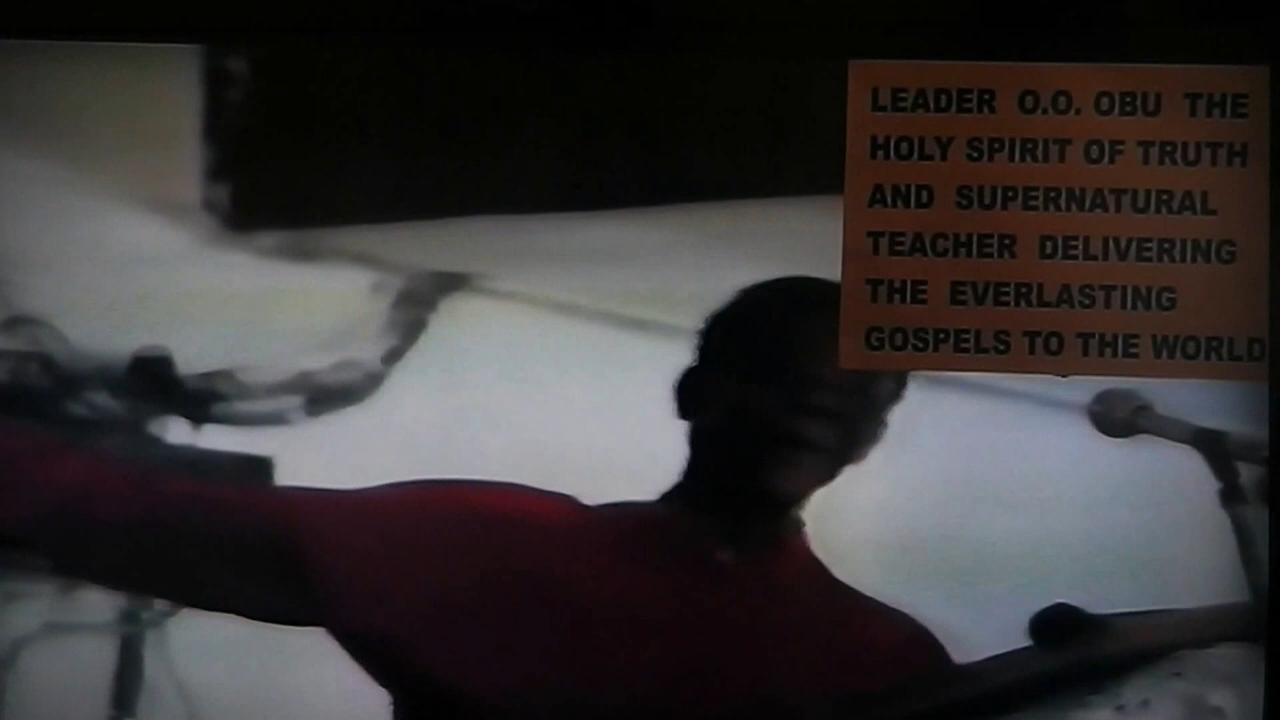 LEADER O.O. OBU THE
HOLY SPIRIT OF TRUTH
AND SUPERNATURAL
TEACHER DELIVERING
THE EVERLASTING
GOSPELS TO THE WORLD